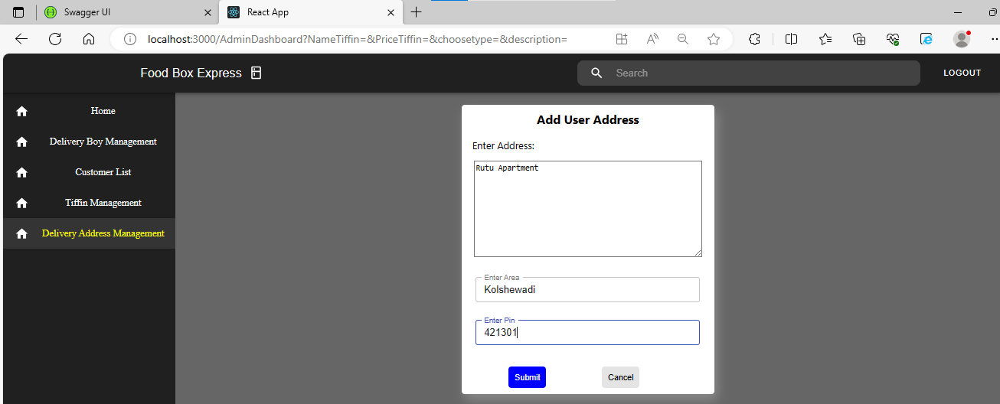 Swagger UI
React App
localhost:3000/AdminDashboard?NameTiffin=&PriceTiffin=&choosetype=&description=
Food Box Express
Search
LOGOUT
Home
Delivery Boy Management
Customer List
Tiffin Management
Delivery Address Management
Add User Address
Enter Address:
Rutu Apartment
Enter Area
Kolshewadi
Enter Pin
421301
Submit
Cancel